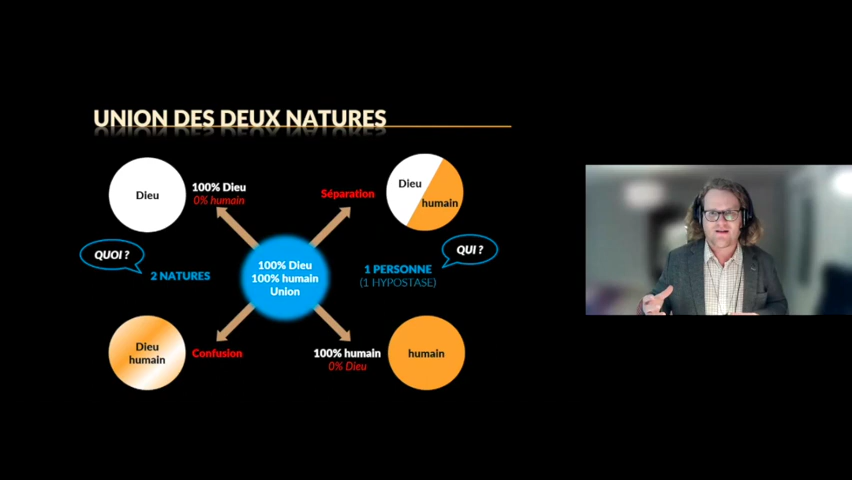 UNION DES DEUX NATURES
Dieu
100% Dieu
0% humain
Séparation
Dieu
humain
QUOI ?
2 NATURES
100% Dieu
100% humain
Union
1 PERSONNE
(1 HYPOSTASE)
QUI ?
Dieu
humain
Confusion
100% humain
0% Dieu
humain